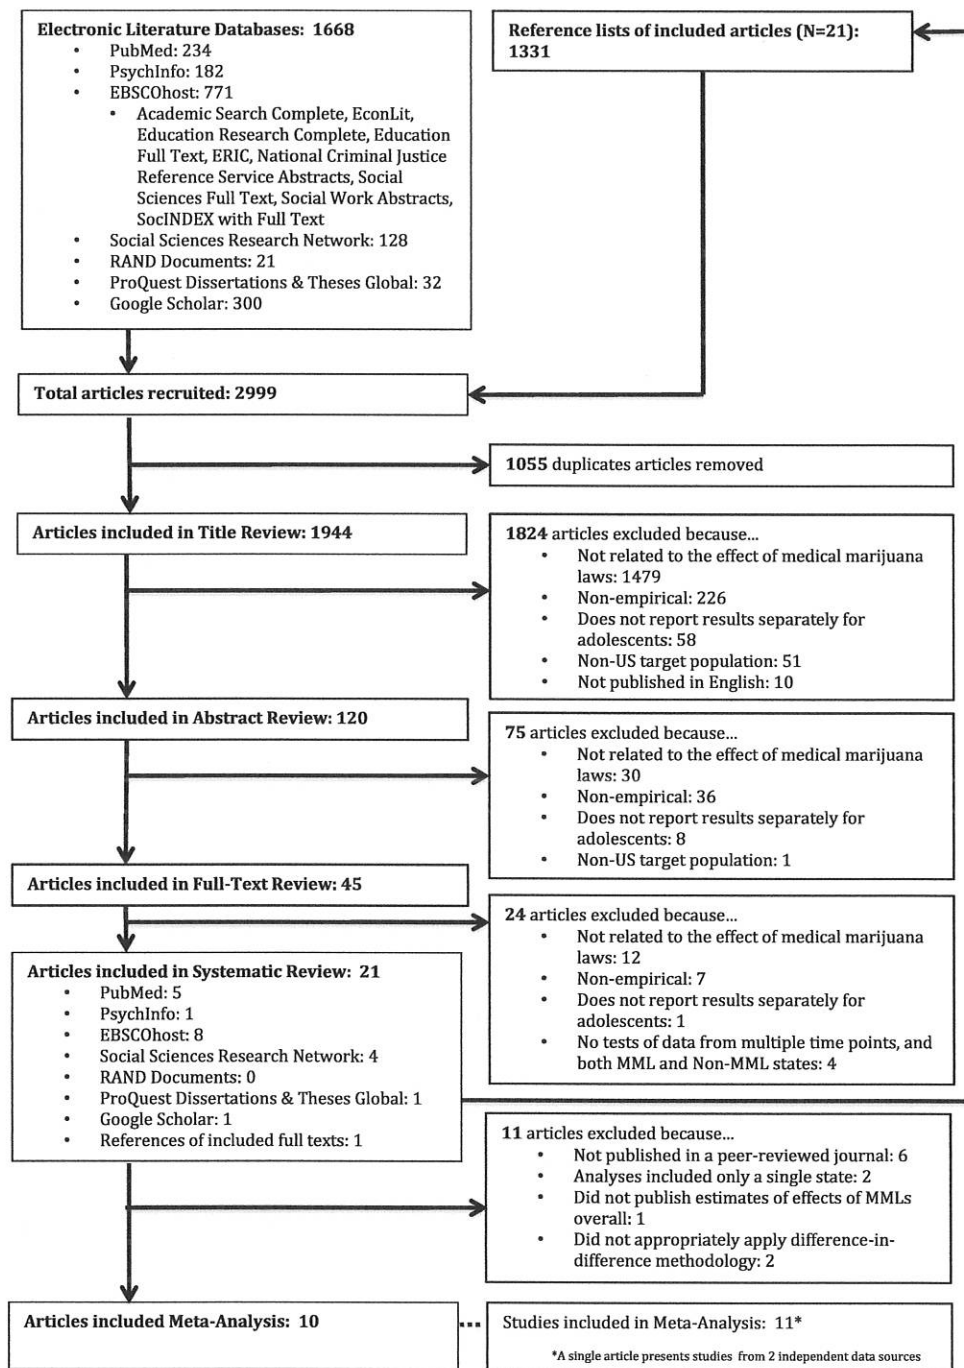 Electronic Literature Databases: 1668
• PubMed: 234
• PsychInfo: 182
• EBSCOhost: 771
• Academic Search Complete, EconLit,
Education Research Complete, Education
Full Text, ERIC, National Criminal Justice
Reference Service Abstracts, Social
Sciences Full Text, Social Work Abstracts,
SocINDEX with Full Text
• Social Sciences Research Network: 128
• RAND Documents: 21
• ProQuest Dissertations & Theses Global: 32
• Google Scholar: 300
Reference lists of included articles (N=21):
1331
Total articles recruited: 2999
1055 duplicates articles removed
Articles included in Title Review: 1944
1824 articles excluded because...
• Not related to the effect of medical marijuana
laws: 1479
• Non-empirical: 226
• Does not report results separately for
adolescents: 58
• Non-US target population: 51
• Not published in English: 10
Articles included in Abstract Review: 120
75 articles excluded because...
• Not related to the effect of medical marijuana
laws: 30
• Non-empirical: 36
• Does not report results separately for
adolescents: 8
• Non-US target population: 1
Articles included in Full-Text Review: 45
24 articles excluded because...
• Not related to the effect of medical marijuana
laws: 12
• Non-empirical: 7
• Does not report results separately for
adolescents: 1
• No tests of data from multiple time points, and
both MML and Non-MML states: 4
Articles included in Systematic Review: 21
• PubMed: 5
• PsychInfo: 1
• EBSCOhost: 8
• Social Sciences Research Network: 4
• RAND Documents: 0
• ProQuest Dissertations & Theses Global: 1
• Google Scholar: 1
• References of included full texts: 1
11 articles excluded because...
• Not published in a peer-reviewed journal: 6
• Analyses included only a single state: 2
• Did not publish estimates of effects of MMLs
overall: 1
• Did not appropriately apply difference-in-
difference methodology: 2
Articles included Meta-Analysis: 10
Studies included in Meta-Analysis: 11*
*A single article presents studies from 2 independent data sources